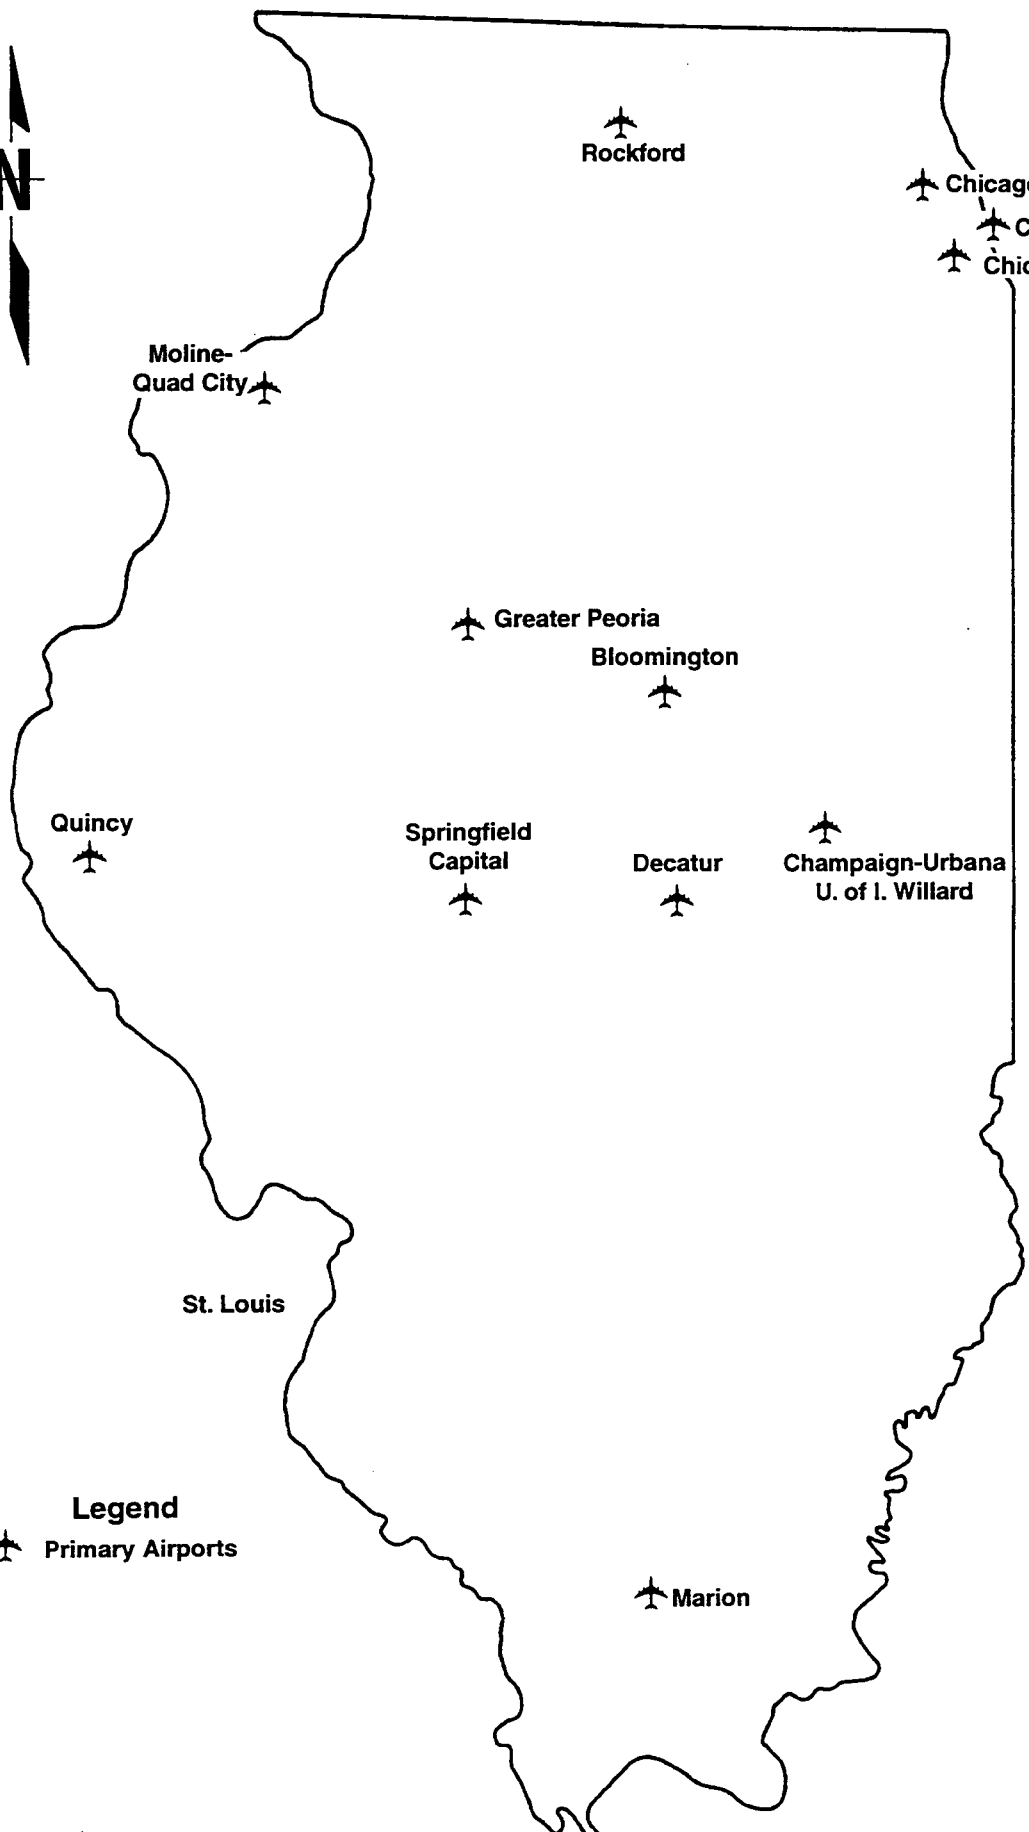 N
Rockford
Moline-
Quad City
Greater Peoria
Bloomington
Quincy
Springfield
Capital
Decatur
Champaign-Urbana
U. of I. Willard
St. Louis
Legend
Primary Airports
Marion